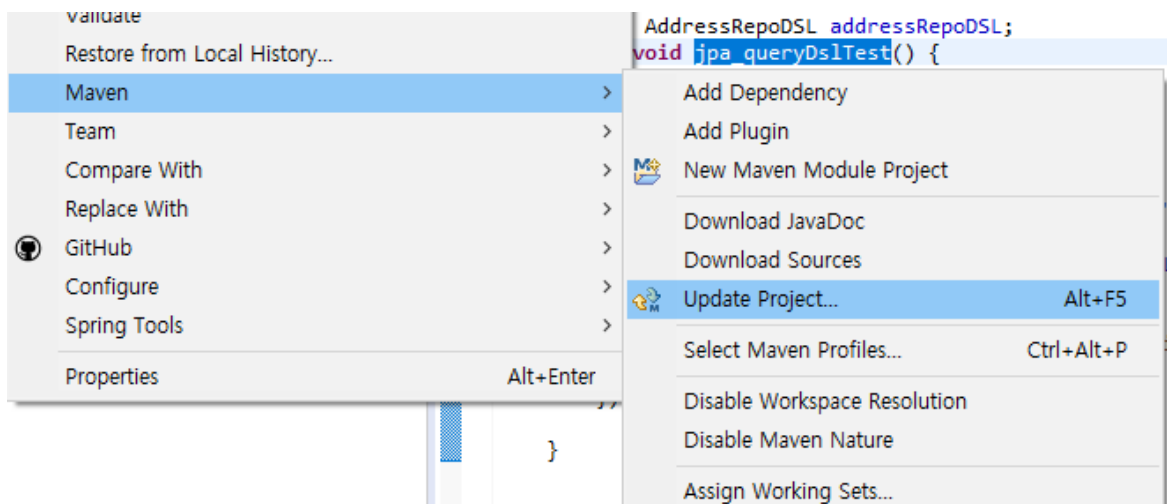 Validate
Restore from Local History...
Maven
Team
Compare With
Replace With
GitHub
Configure
Spring Tools
Properties Alt+Enter
AddressRepoDSL addressRepoDSL;
void jpa_queryDslTest() {
Add Dependency
Add Plugin
New Maven Module Project
Download JavaDoc
Download Sources
Update Project... Alt+F5
Select Maven Profiles... Ctrl+Alt+P
Disable Workspace Resolution
Disable Maven Nature
Assign Working Sets...
}